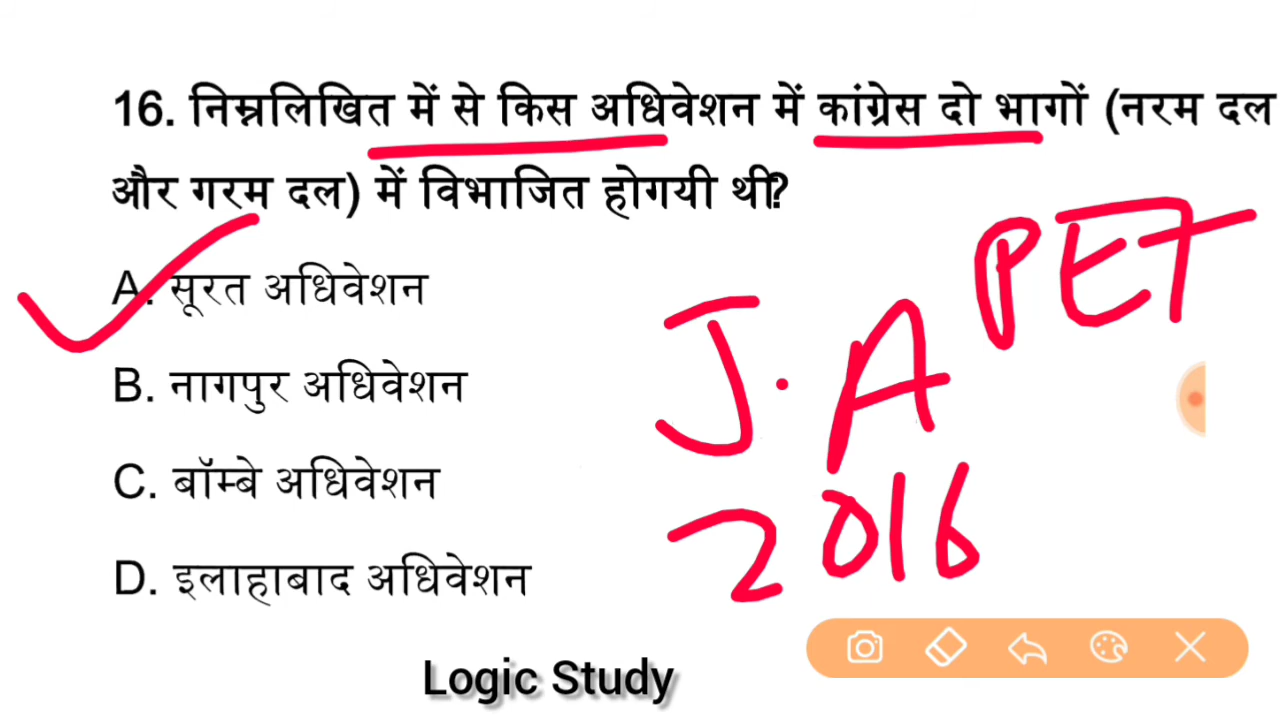 16. निम्नलिखित में से किस अधिवेशन में कांग्रेस दो भागों (नरम दल
और गरम दल) में विभाजित होगयी थी?
PET
A. सूरत अधिवेशन
J.A
B. नागपुर अधिवेशन
C. बॉम्बे अधिवेशन
2016
D. इलाहाबाद अधिवेशन
Logic Study